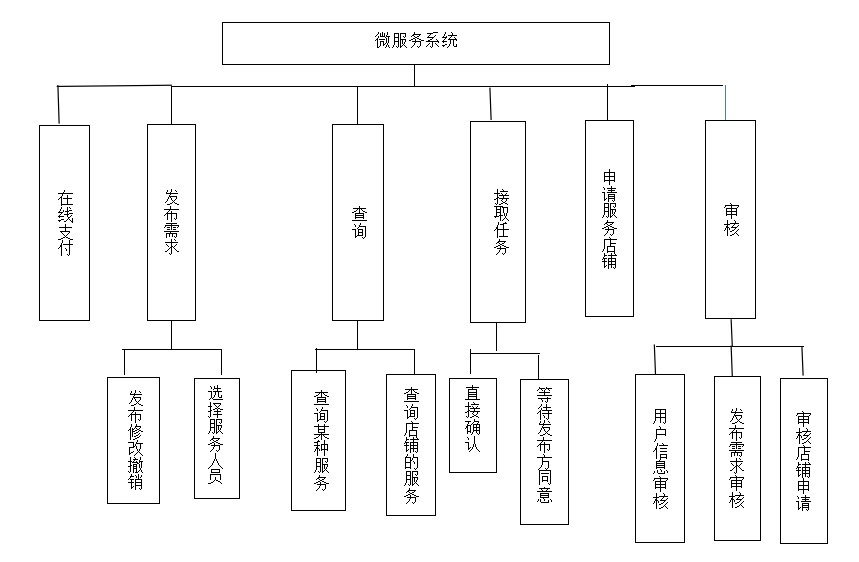 微服务系统
在线支付
发布需求
查询
接取任务
申请服务店铺
审核
发布修改撤销
选择服务人员
查询某种服务
查询店铺的服务
直接确认
等待发布方同意
用户信息审核
发布需求审核
审核店铺申请